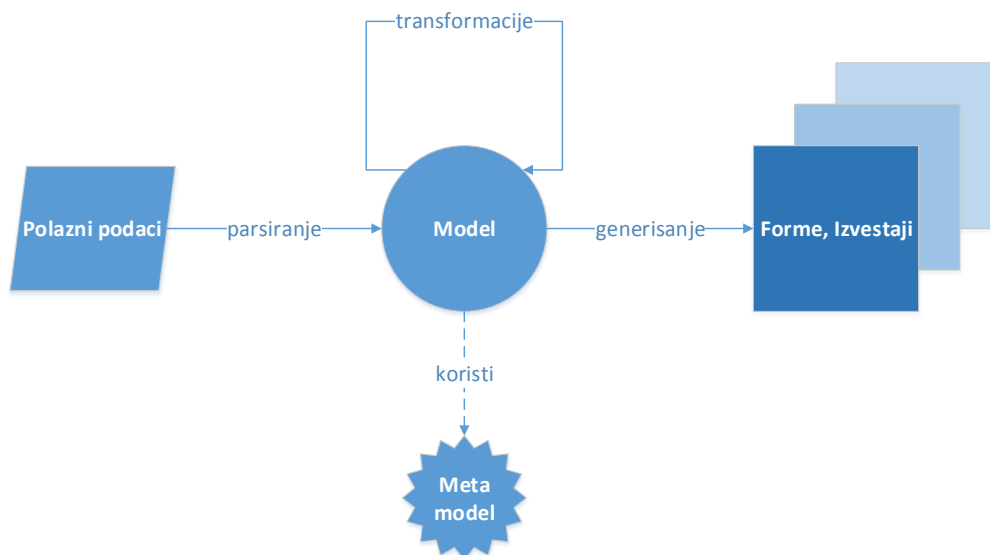 transformacije
Polazni podaci
parsiranje
Model
generisanje
Forme, Izvestaji
koristi
Meta
model